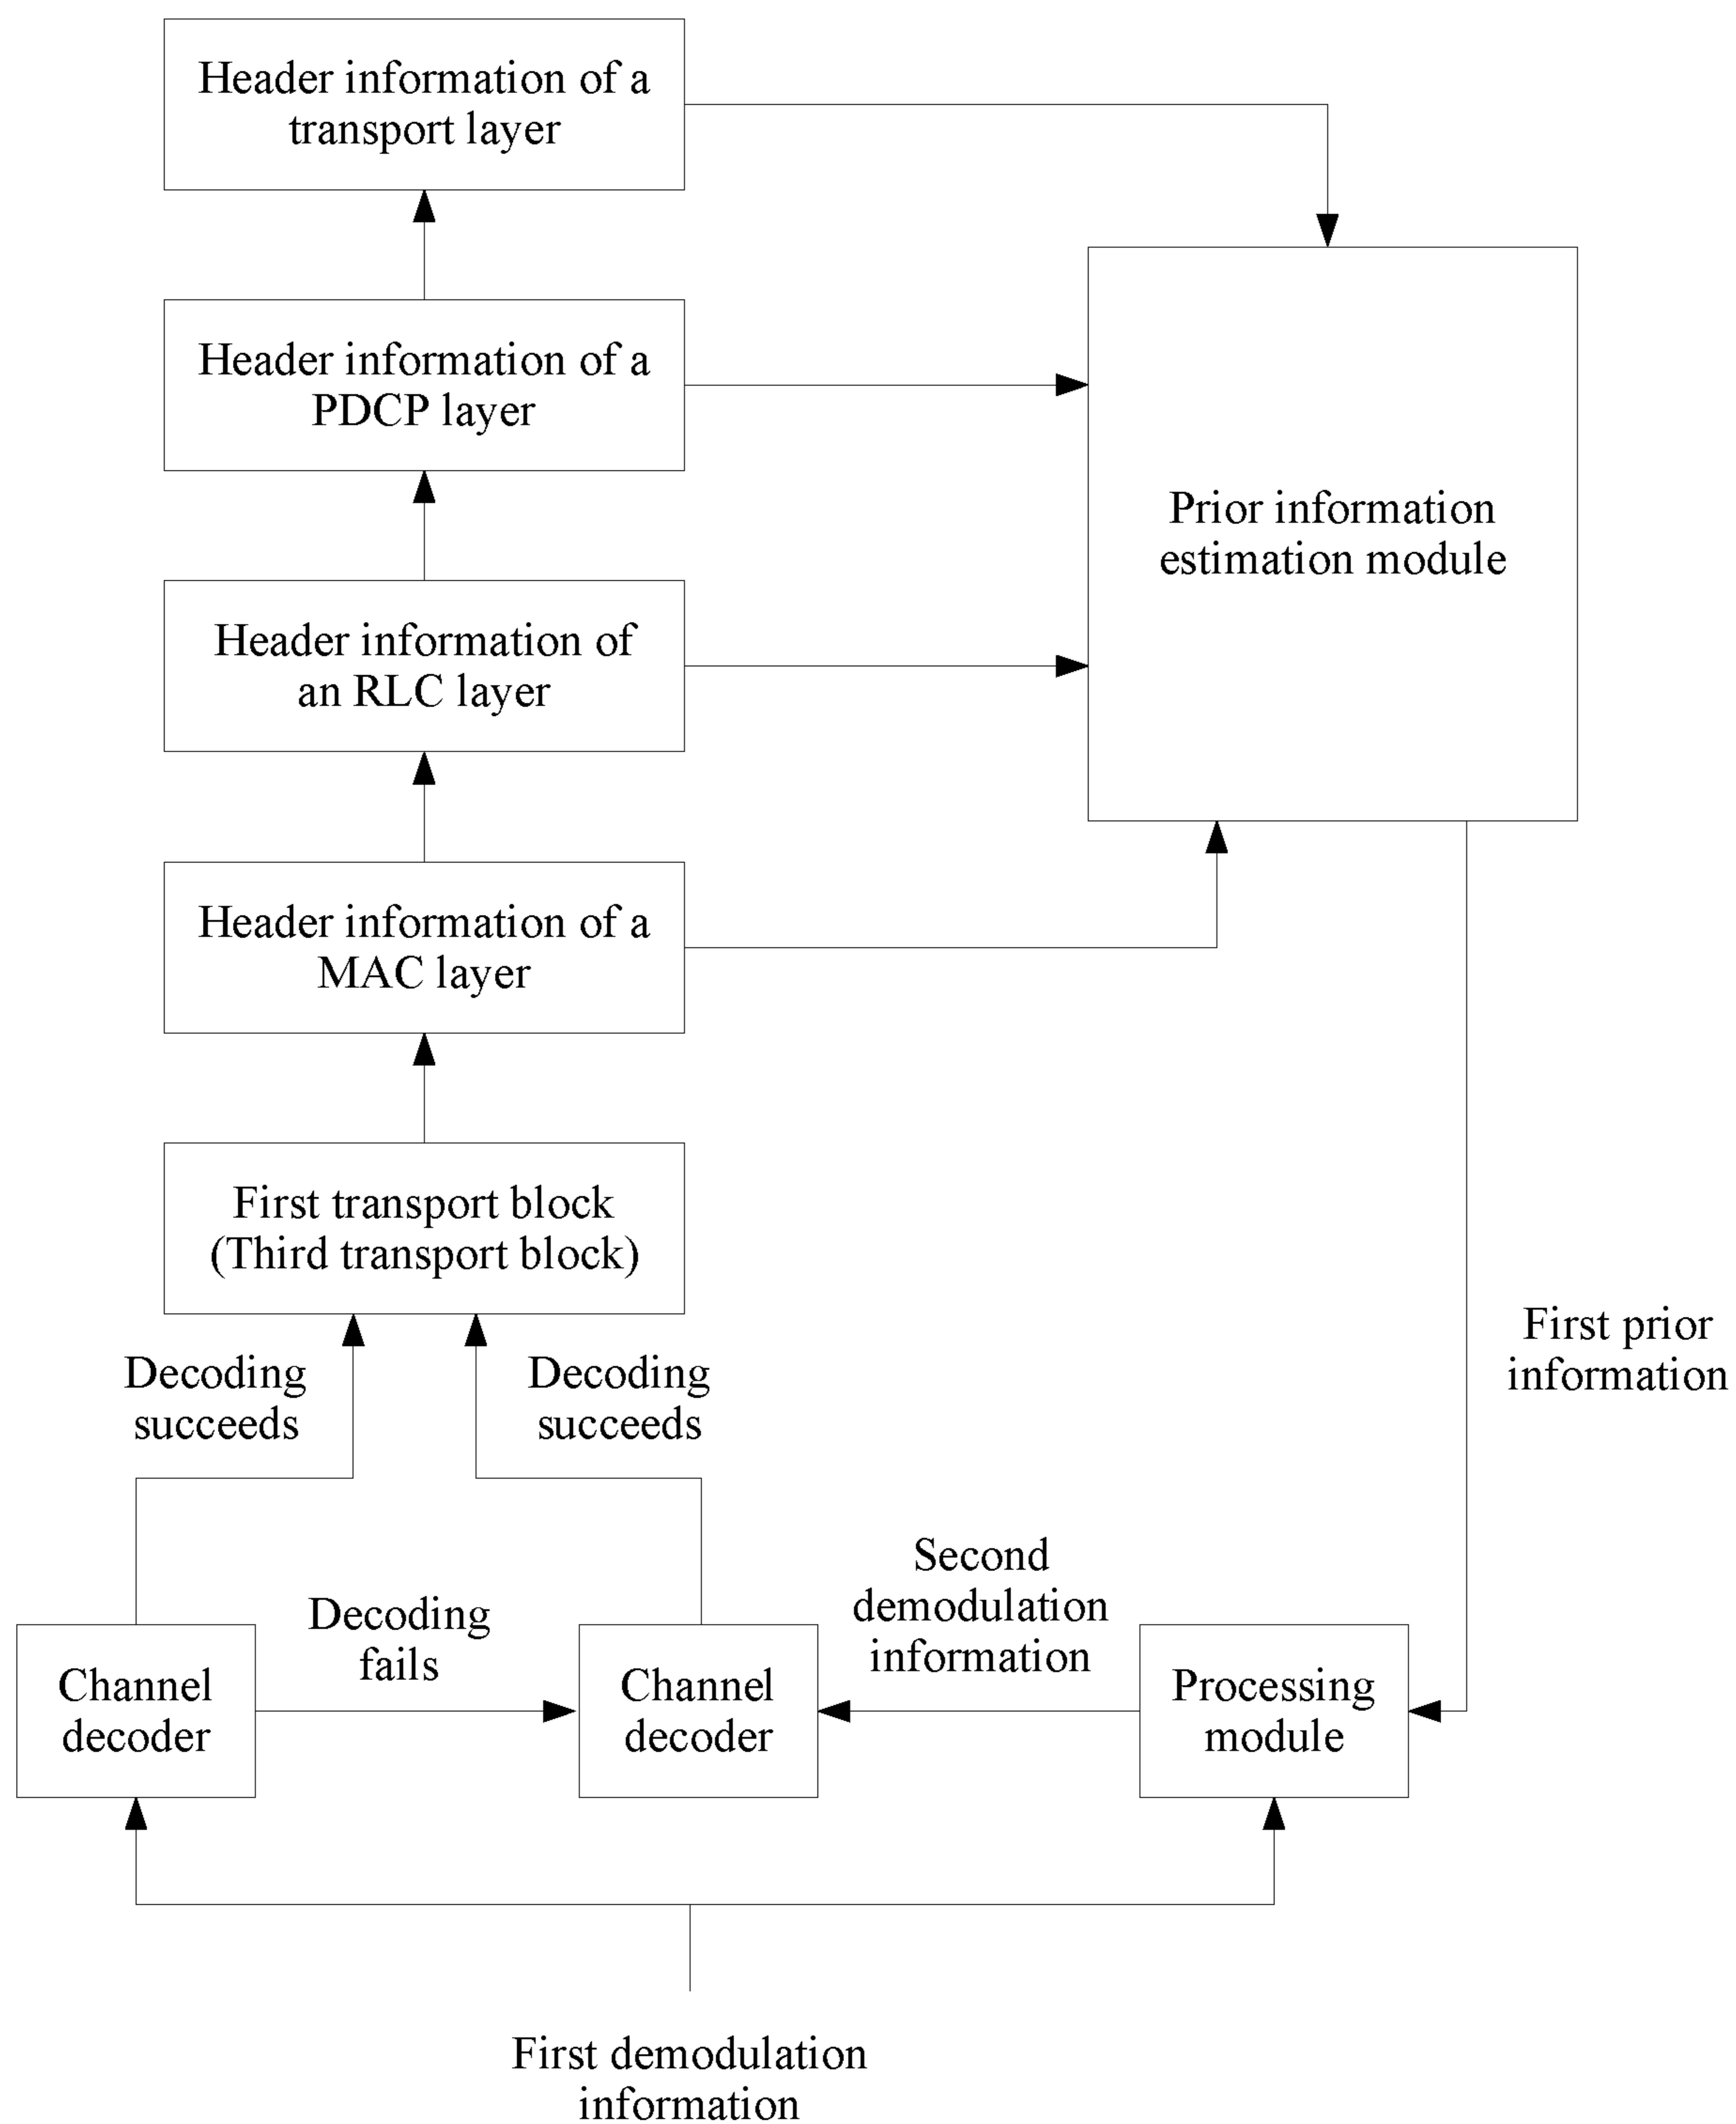 Header information of a
transport layer
Header information of a
PDCP layer
Prior information
estimation module
Header information of
an RLC layer
Header information of a
MAC layer
First transport block
(Third transport block)
First prior
information
Decoding
succeeds
Decoding
succeeds
Second
demodulation
information
Decoding
fails
Channel
decoder
Channel
decoder
Processing
module
First demodulation
information